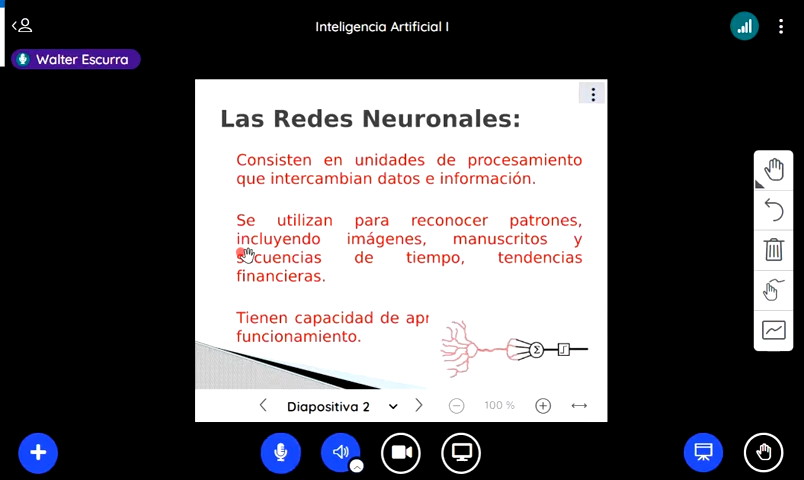 Inteligencia Artificial I
Walter Escurra
Las Redes Neuronales:
Consisten en unidades de procesamiento
que intercambian datos e información.
Se utilizan para reconocer patrones,
incluyendo imágenes, manuscritos y
secuencias de tiempo, tendencias
financieras.
Tienen capacidad de apr
funcionamiento.
Σ
Diapositiva 2
100 %